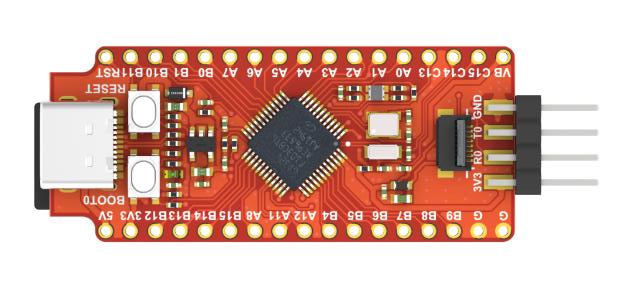 RST B11 B10 B1 B0 A7 A6 A5 A4 A3 A2 A1 A0 C13 C14 C15 VB
RESET
GND
T0
R0
3V3
BOOT0
5V 3V3 B12 B13 B14 B15 A8 A11 A12 B4 B5 B6 B7 B8 B9 G G